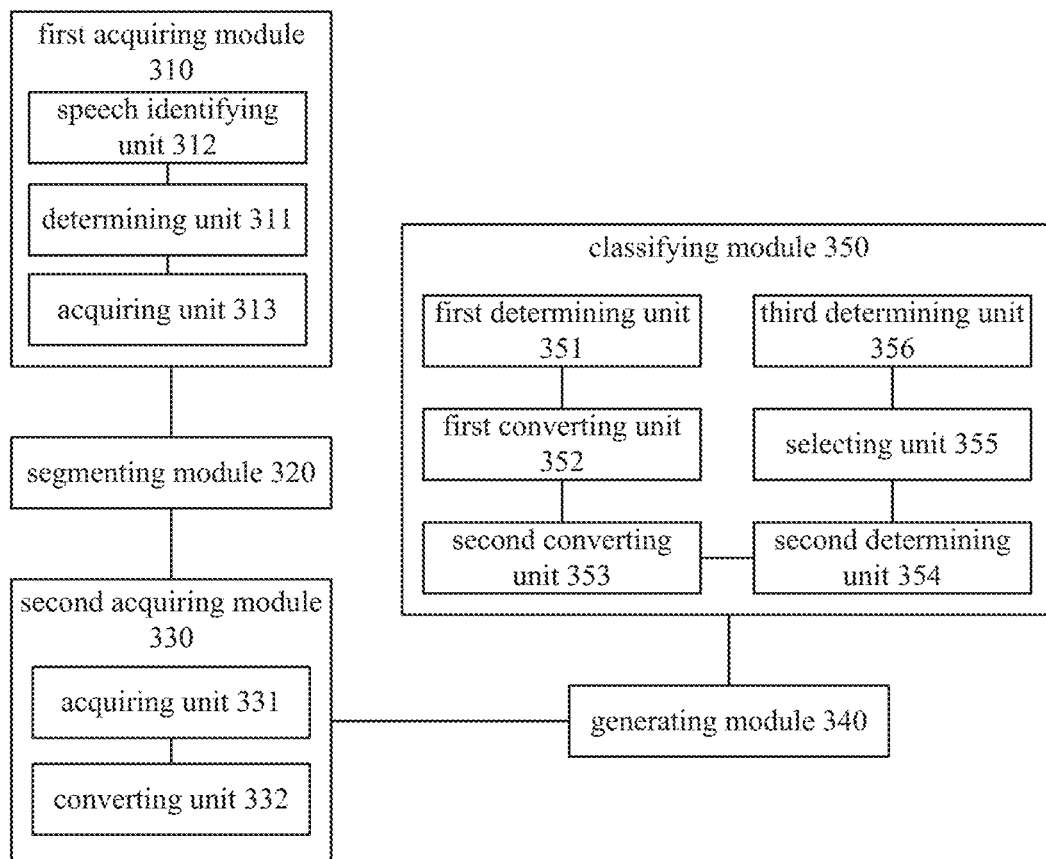 first acquiring module
310
speech identifying
unit 312
determining unit 311
acquiring unit 313
segmenting module 320
second acquiring module
330
acquiring unit 331
converting unit 332
classifying module 350
first determining unit
351
first converting unit
352
second converting
unit 353
third determining unit
356
selecting unit 355
second determining
unit 354
generating module 340